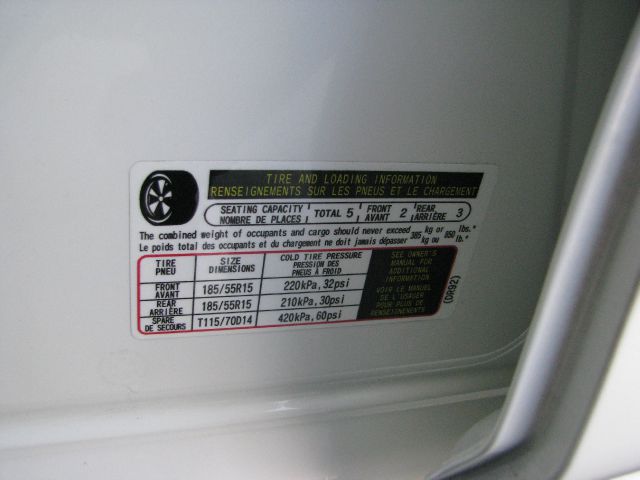 TIRE AND LOADING INFORMATION
RENSEIGNEMENTS SUR LES PNEUS ET LE CHARGEMENT
SEATING CAPACITY NOMBRE DE PLACES TOTAL 5 FRONT AVANT 2 REAR ARRIÈRE 3
The combined weight of occupants and cargo should never exceed 385 kg or 850 lbs.*
Le poids total des occupants et du chargement ne doit jamais dépasser 385 kg ou 850 lb.*
TIRE PNEU SIZE DIMENSIONS COLD TIRE PRESSURE PRESSION DES PNEUS À FROID
FRONT AVANT 185/55R15 220kPa, 32psi
REAR ARRIÈRE 185/55R15 210kPa, 30psi
SPARE DE SECOURS T115/70D14 420kPa, 60psi
SEE OWNER'S
MANUAL FOR
ADDITIONAL
INFORMATION
VOIR LE MANUEL
DE L'USAGER
POUR PLUS DE
RENSEIGNEMENTS
(DR92)